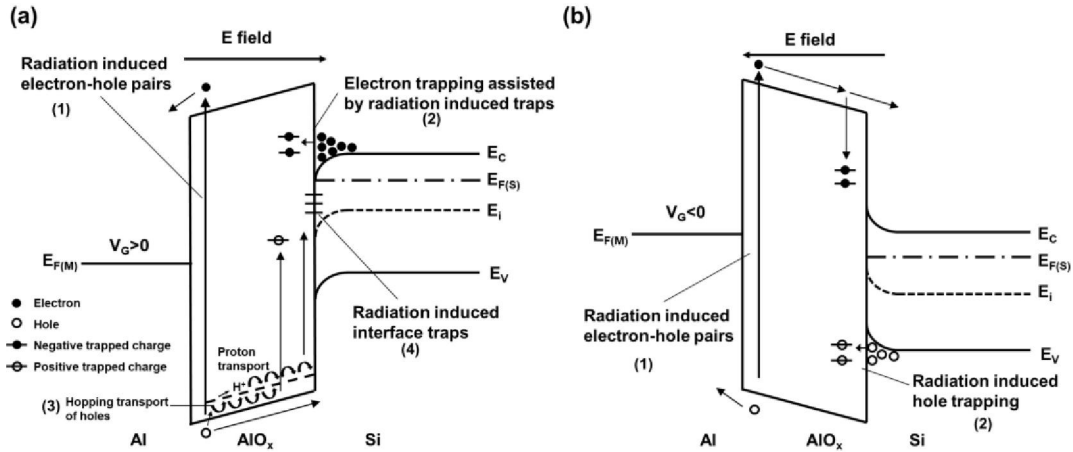 (a)
E field
Radiation induced
electron-hole pairs
(1)
Electron trapping assisted
by radiation induced traps
(2)
E_C
E_F(S)
E_i
V_G>0
E_F(M)
E_V
Electron
Hole
Negative trapped charge
Positive trapped charge
Radiation induced
interface traps
(4)
Proton
transport
H⁺
(3) Hopping transport
of holes
Al
AlO_x
Si
(b)
E field
V_G<0
E_F(M)
E_C
E_F(S)
E_i
Radiation induced
electron-hole pairs
(1)
E_V
Radiation induced
hole trapping
(2)
Al
AlO_x
Si